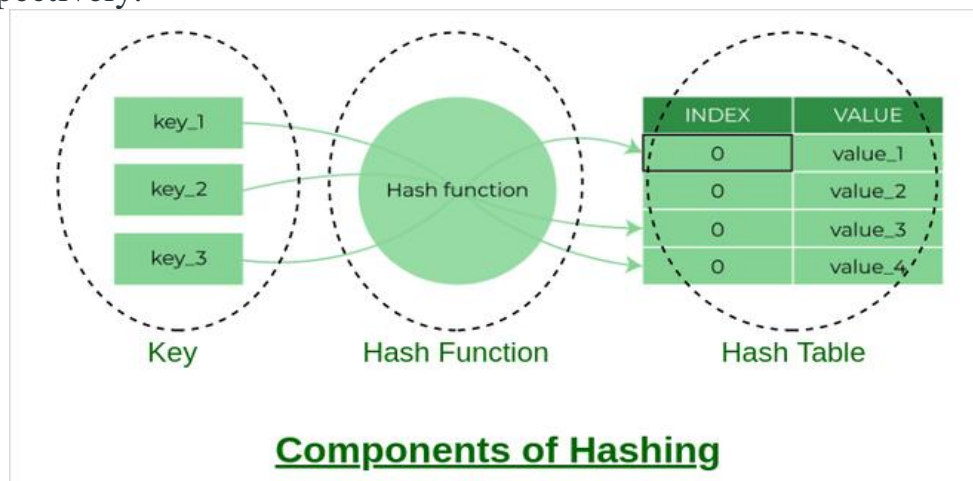 pectively.
key_1
key_2
key_3
Hash function
INDEX VALUE
0 value_1
0 value_2
0 value_3
0 value_4
Key Hash Function Hash Table
Components of Hashing